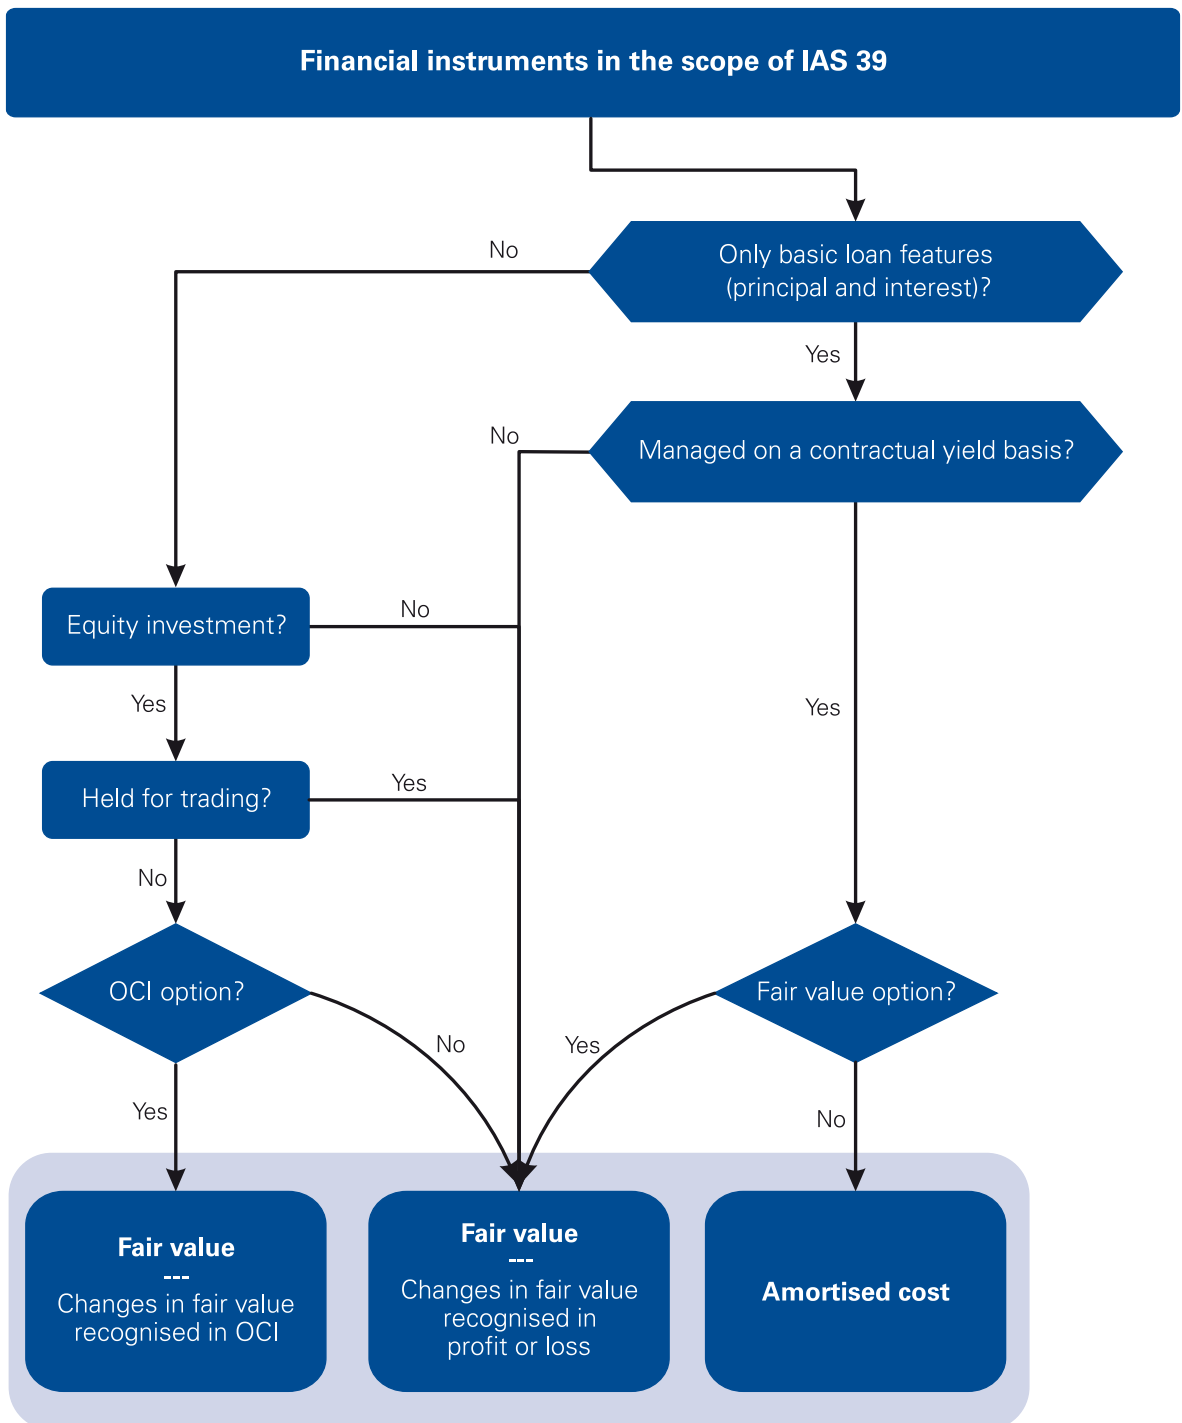 Financial instruments in the scope of IAS 39
No
Only basic loan features
(principal and interest)?
Yes
No
Managed on a contractual yield basis?
Equity investment?
No
Yes
Yes
Held for trading?
Yes
No
OCI option?
Fair value option?
No
Yes
Yes
No
Fair value
---
Changes in fair value
recognised in OCI
Fair value
---
Changes in fair value
recognised in
profit or loss
Amortised cost